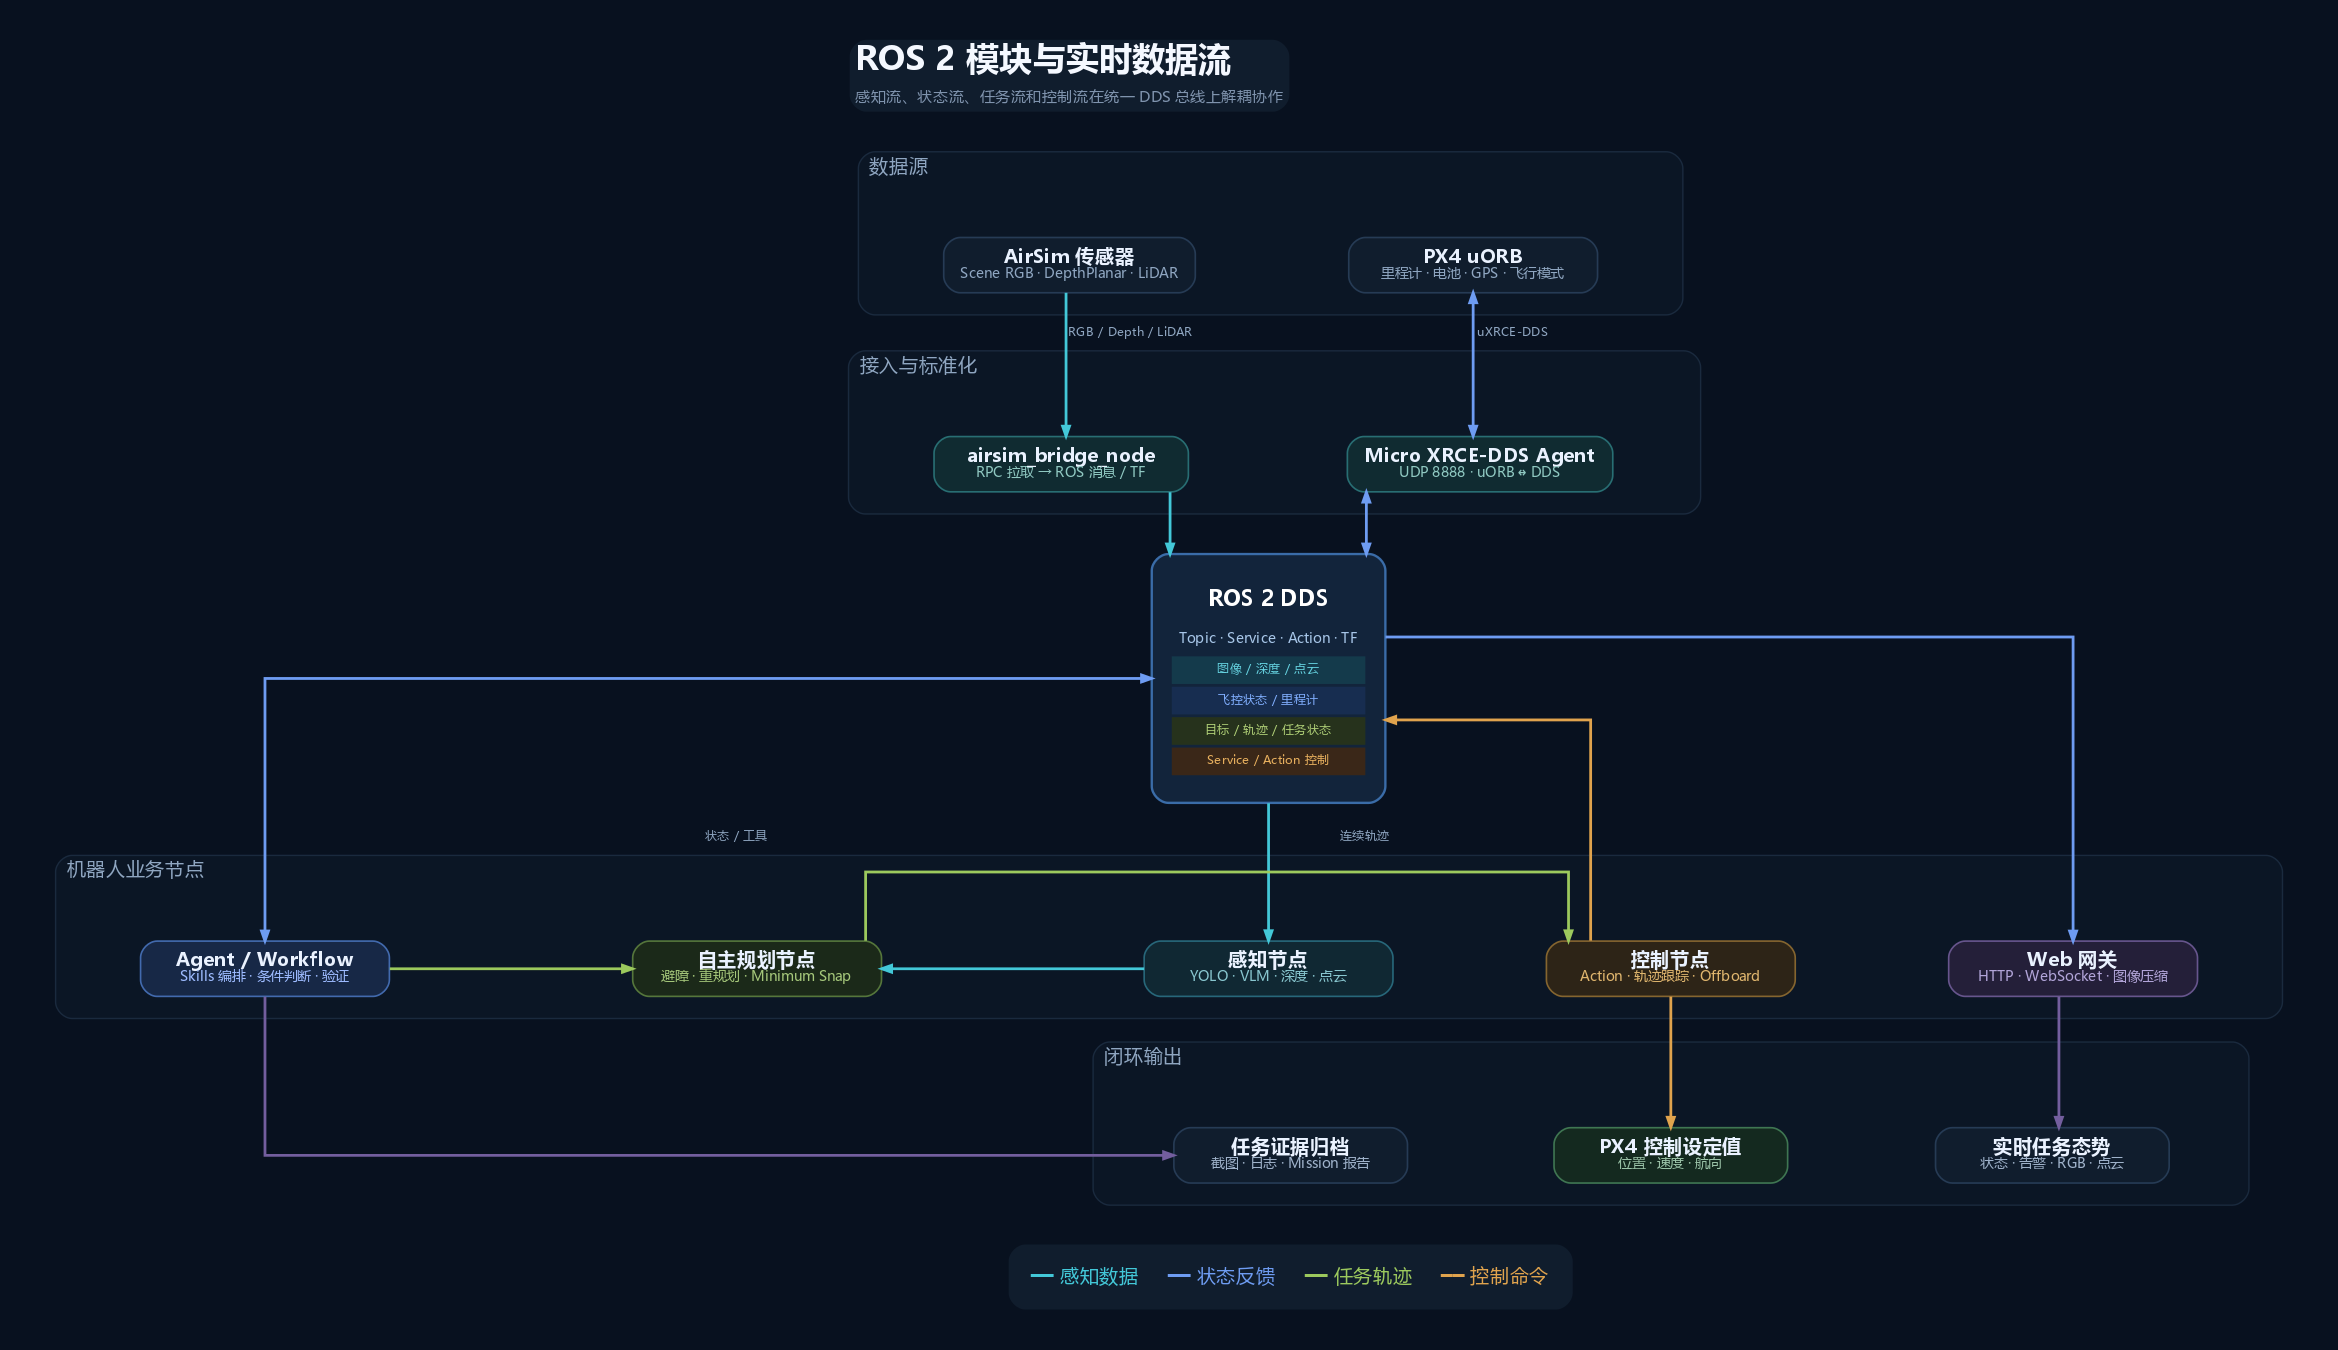 ROS 2 模块与实时数据流
感知流、状态流、任务流和控制流在统一 DDS 总线上解耦协作
数据源
AirSim 传感器
Scene RGB · DepthPlanar · LiDAR
PX4 uORB
里程计 · 电池 · GPS · 飞行模式
RGB / Depth / LiDAR
uXRCE-DDS
接入与标准化
airsim_bridge_node
RPC 拉取 → ROS 消息 / TF
Micro XRCE-DDS Agent
UDP 8888 · uORB ↔ DDS
ROS 2 DDS
Topic · Service · Action · TF
图像 / 深度 / 点云
飞控状态 / 里程计
目标 / 轨迹 / 任务状态
Service / Action 控制
状态 / 工具
连续轨迹
机器人业务节点
Agent / Workflow
Skills 编排 · 条件判断 · 验证
自主规划节点
避障 · 重规划 · Minimum Snap
感知节点
YOLO · VLM · 深度 · 点云
控制节点
Action · 轨迹跟踪 · Offboard
Web 网关
HTTP · WebSocket · 图像压缩
闭环输出
任务证据归档
截图 · 日志 · Mission 报告
PX4 控制设定值
位置 · 速度 · 航向
实时任务态势
状态 · 告警 · RGB · 点云
感知数据
状态反馈
任务轨迹
控制命令